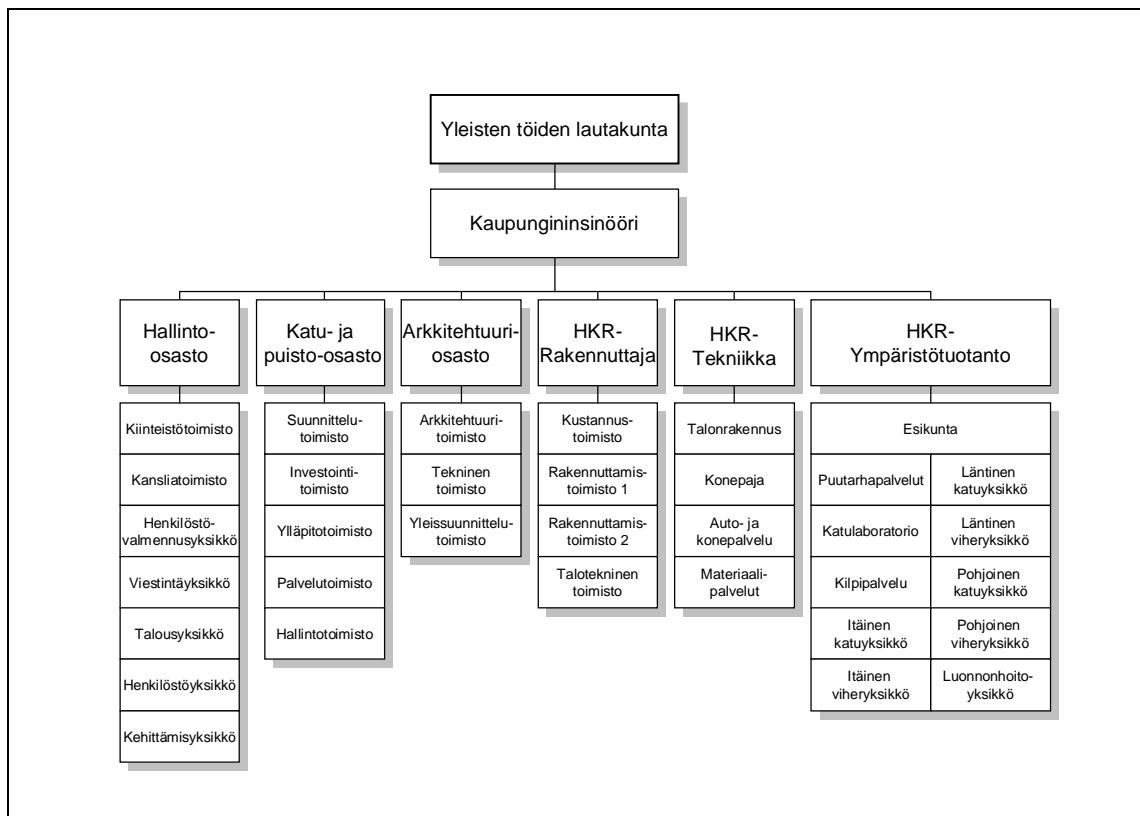 Yleisten töiden lautakunta
Kaupungininsinööri
Hallinto-
osasto
Katu- ja
puisto-osasto
Arkkitehtuuri-
osasto
HKR-
Rakennuttaja
HKR-
Tekniikka
HKR-
Ympäristötuotanto
Kiinteistötoimisto
Kansliatoimisto
Henkilöstö-
valmennusyksikkö
Viestintäyksikkö
Talousyksikkö
Henkilöstöyksikkö
Kehittämisyksikkö
Suunnittelu-
toimisto
Investointi-
toimisto
Ylläpitotoimisto
Palvelutoimisto
Hallintotoimisto
Arkkitehtuuri-
toimisto
Tekninen
toimisto
Yleissuunnittelu-
toimisto
Kustannus-
toimisto
Rakennuttamis-
toimisto 1
Rakennuttamis-
toimisto 2
Talotekninen
toimisto
Talonrakennus
Konepaja
Auto- ja
konepalvelu
Materiaali-
palvelut
Esikunta
Puutarhapalvelut
Katulaboratorio
Kilpipalvelu
Itäinen
katuyksikkö
Itäinen
viheryksikkö
Läntinen
katuyksikkö
Läntinen
viheryksikkö
Pohjoinen
katuyksikkö
Pohjoinen
viheryksikkö
Luonnonhoito-
yksikkö